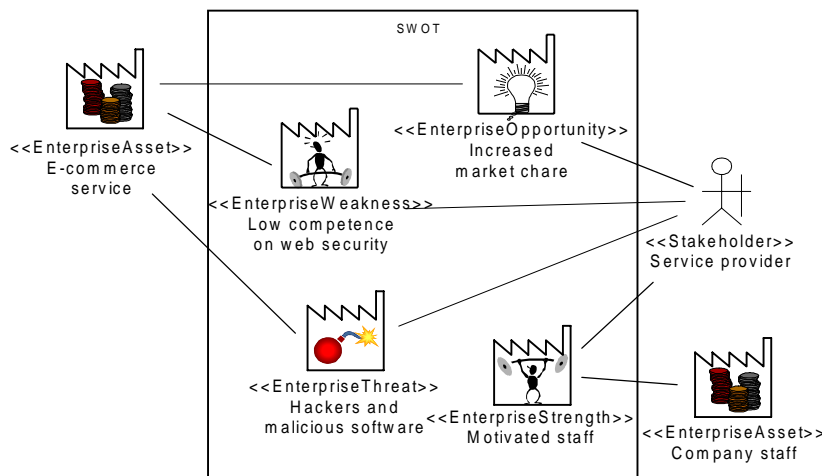 SWOT
<<EnterpriseAsset>>
E-commerce
service
<<EnterpriseOpportunity>>
Increased
market chare
<<EnterpriseWeakness>>
Low competence
on web security
<<Stakeholder>>
Service provider
<<EnterpriseThreat>>
Hackers and
malicious software
<<EnterpriseStrength>>
Motivated staff
<<EnterpriseAsset>>
Company staff